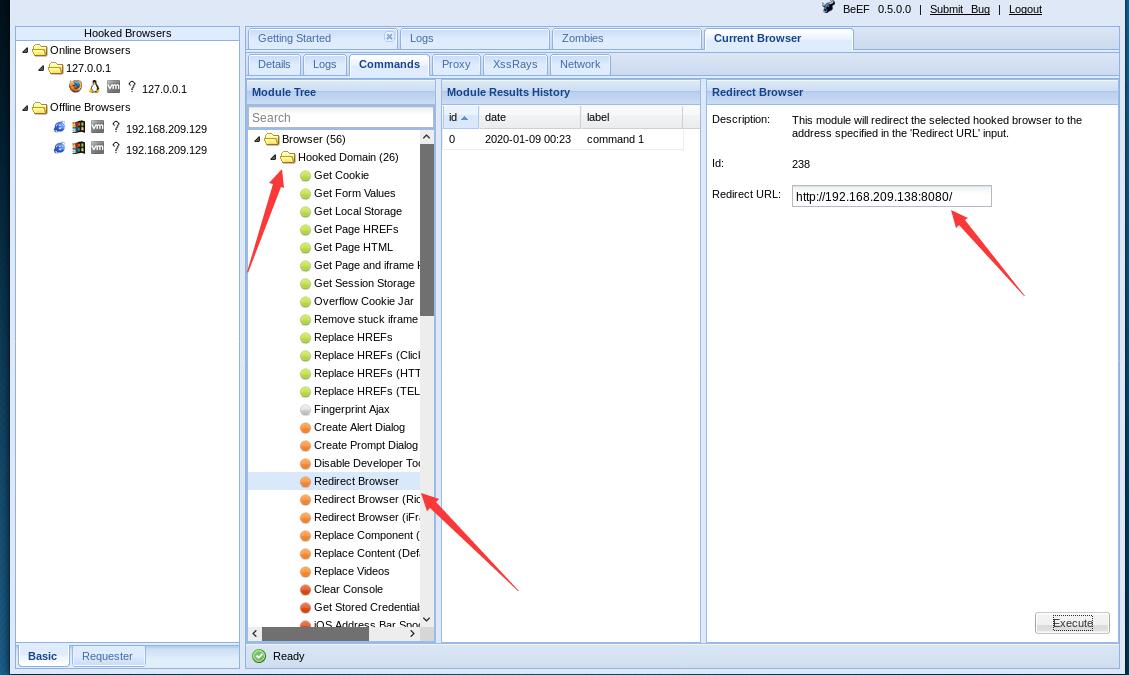 BeEF 0.5.0.0 | Submit Bug | Logout
Hooked Browsers
Online Browsers
127.0.0.1
127.0.0.1
Offline Browsers
192.168.209.129
192.168.209.129
Basic
Requester
Getting Started
Logs
Zombies
Current Browser
Details
Logs
Commands
Proxy
XssRays
Network
Module Tree
Search
Browser (56)
Hooked Domain (26)
Get Cookie
Get Form Values
Get Local Storage
Get Page HREFs
Get Page HTML
Get Page and iframe H
Get Session Storage
Overflow Cookie Jar
Remove stuck iframe
Replace HREFs
Replace HREFs (Click
Replace HREFs (HTT
Replace HREFs (TEL
Fingerprint Ajax
Create Alert Dialog
Create Prompt Dialog
Disable Developer Too
Redirect Browser
Redirect Browser (Ric
Redirect Browser (iFra
Replace Component (
Replace Content (Defa
Replace Videos
Clear Console
Get Stored Credential
iOS Address Bar Spoo
Module Results History
id date label
0 2020-01-09 00:23 command 1
Redirect Browser
Description: This module will redirect the selected hooked browser to the
address specified in the 'Redirect URL' input.
Id: 238
Redirect URL: http://192.168.209.138:8080/
Execute
Ready